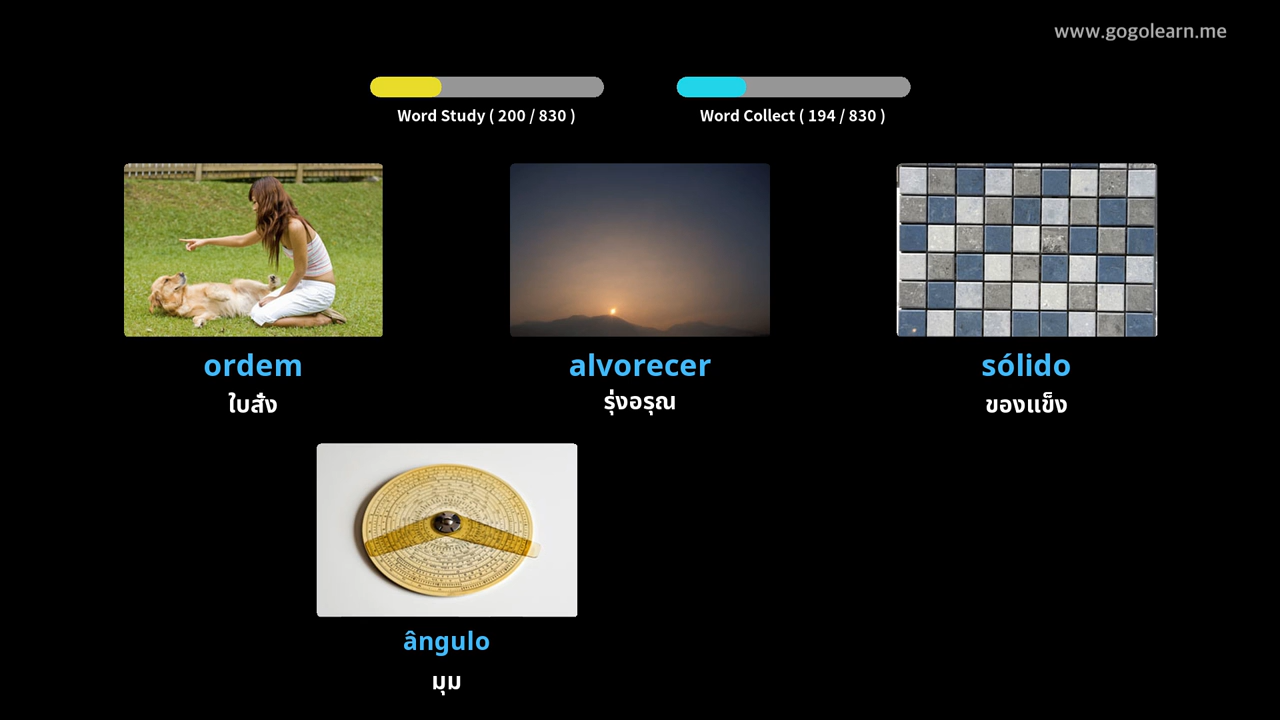 www.gogolearn.me
Word Study ( 200 / 830 )
Word Collect ( 194 / 830 )
ordem
ใบสั่ง
alvorecer
รุ่งอรุณ
sólido
ของแข็ง
ângulo
มุม